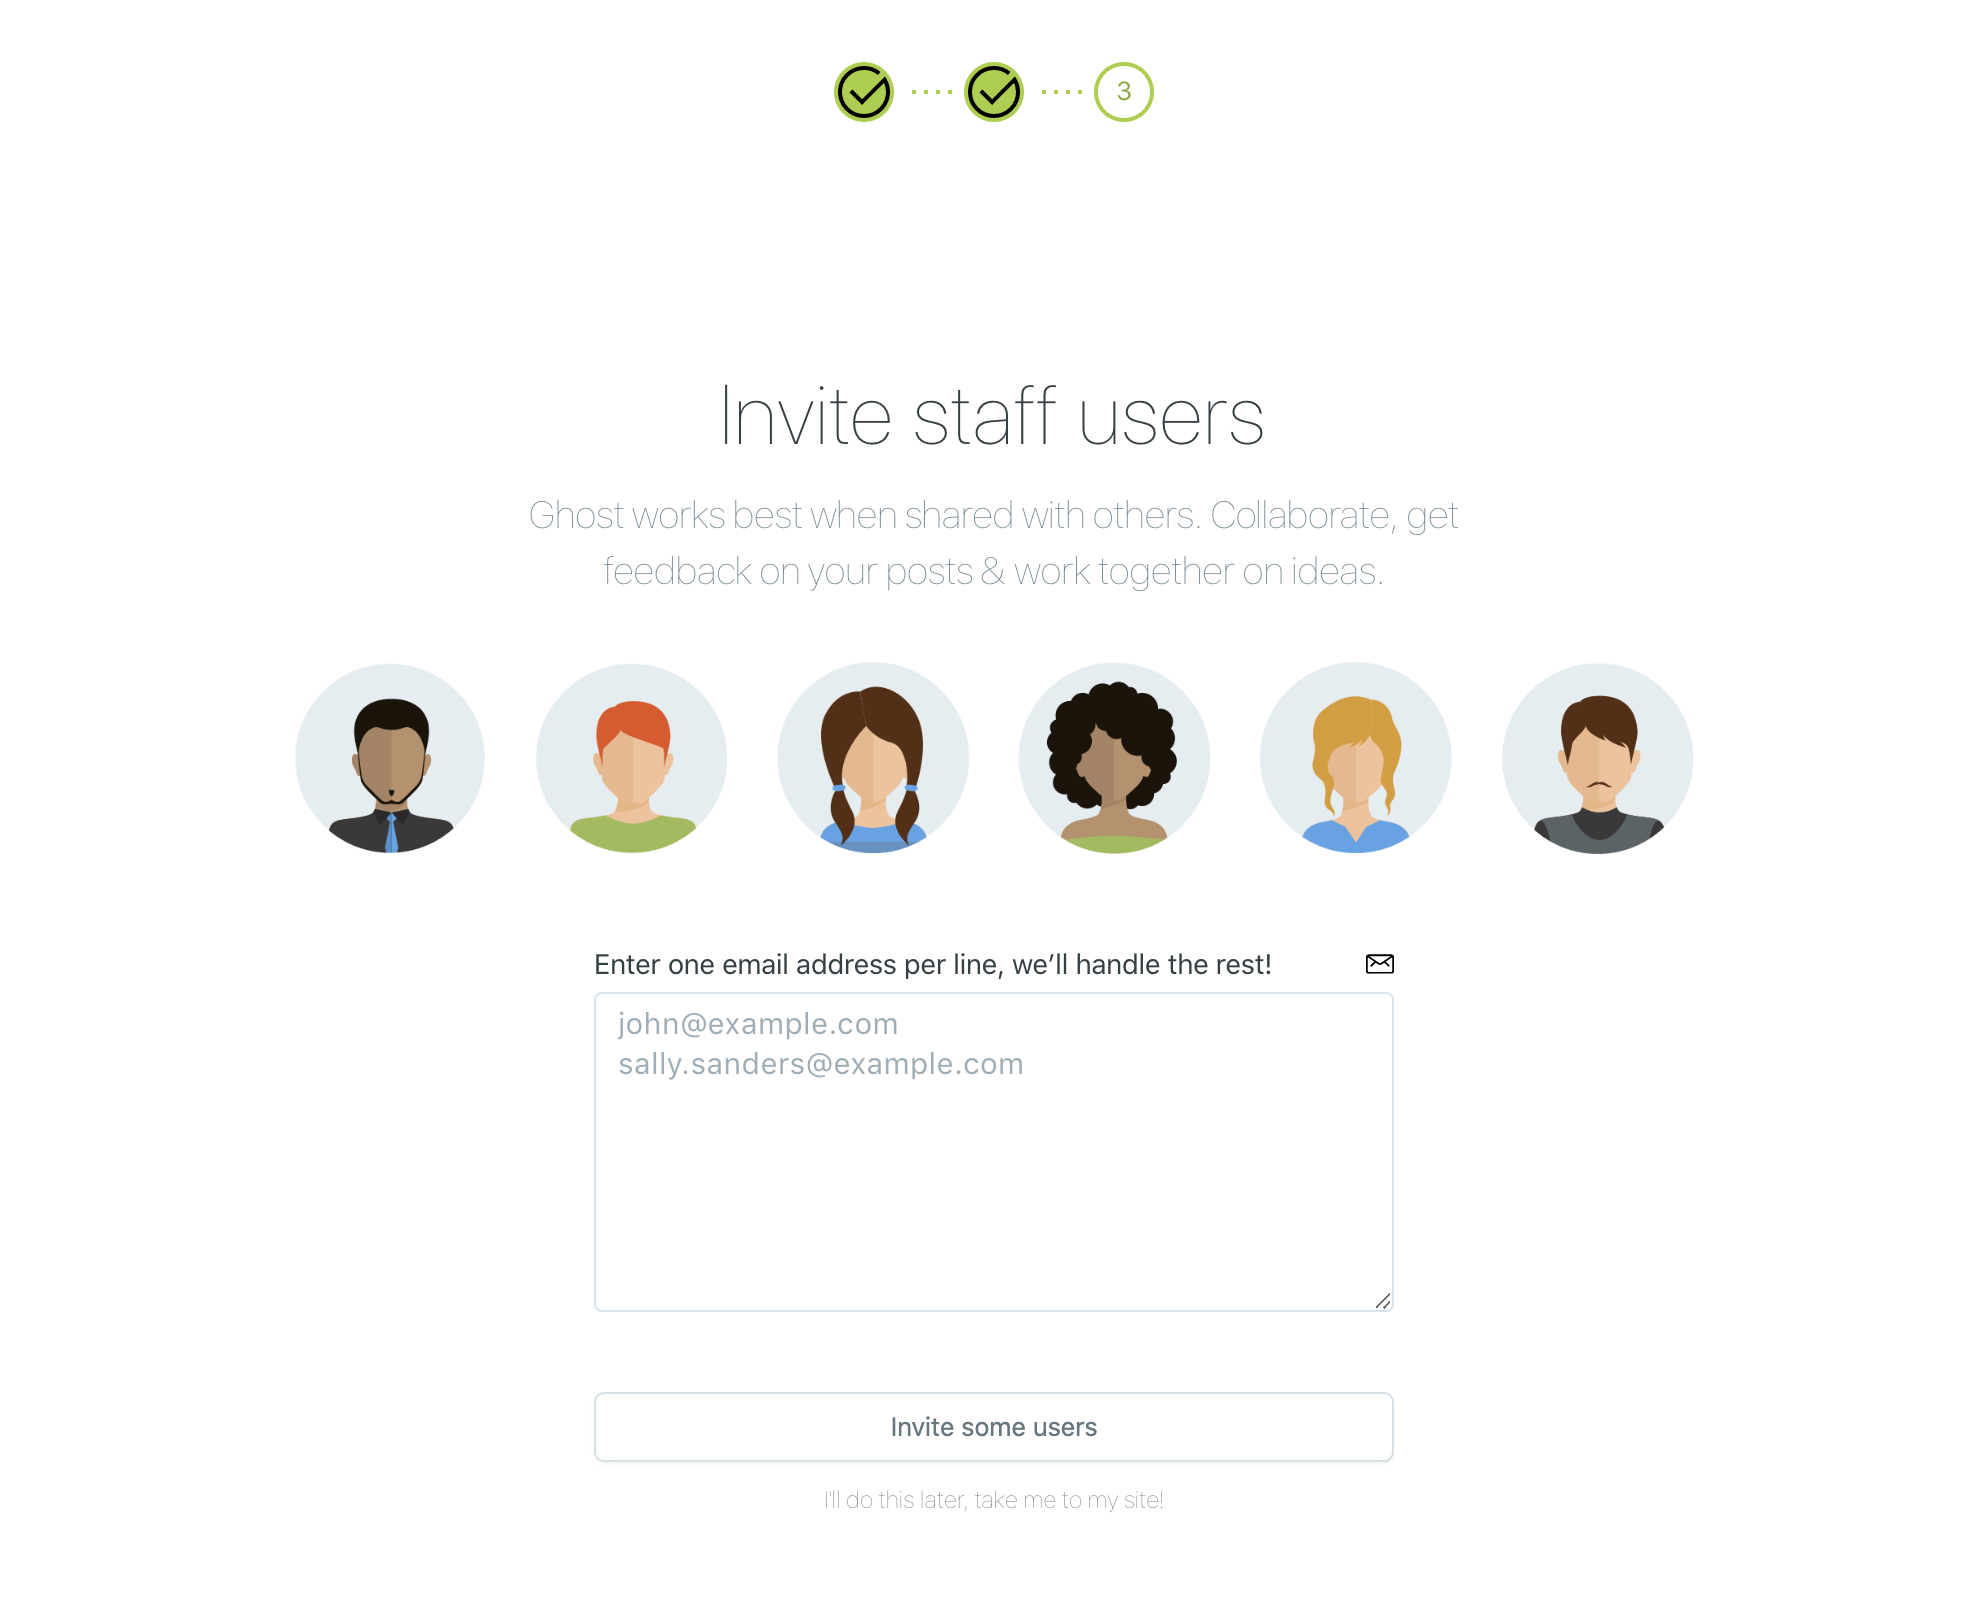 3
Invite staff users
Ghost works best when shared with others. Collaborate, get
feedback on your posts & work together on ideas.
Enter one email address per line, we’ll handle the rest!
john@example.com
sally.sanders@example.com
Invite some users
I'll do this later, take me to my site!